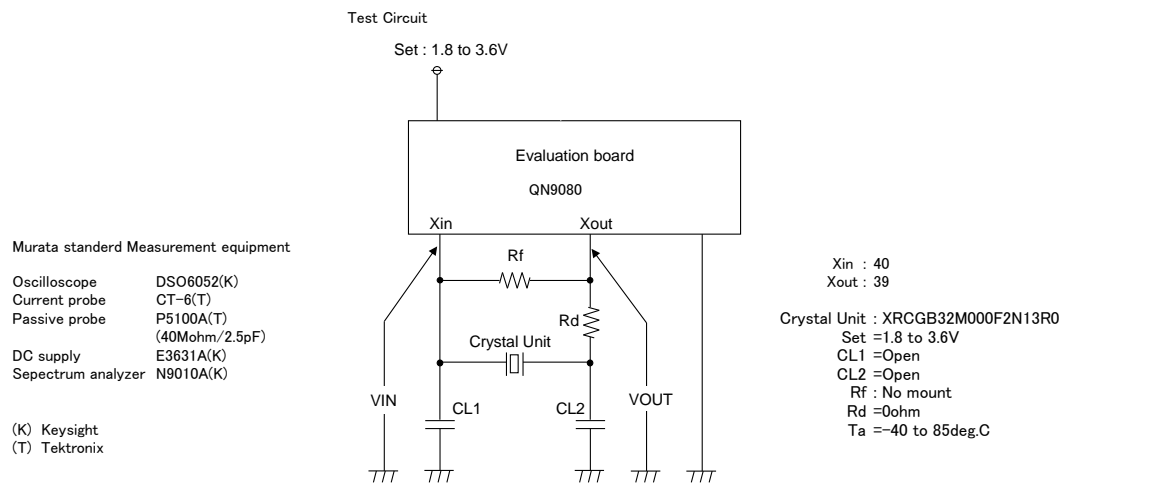 Test Circuit
Set : 1.8 to 3.6V
Evaluation board
QN9080
Xin
Xout
Rf
Rd
Crystal Unit
VIN
CL1
CL2
VOUT
Murata standerd Measurement equipment
Oscilloscope DSO6052(K)
Current probe CT-6(T)
Passive probe P5100A(T)
(40Mohm/2.5pF)
DC supply E3631A(K)
Sepectrum analyzer N9010A(K)
(K) Keysight
(T) Tektronix
Xin : 40
Xout : 39
Crystal Unit : XRCGB32M000F2N13R0
Set =1.8 to 3.6V
CL1 =Open
CL2 =Open
Rf : No mount
Rd =0ohm
Ta =-40 to 85deg.C